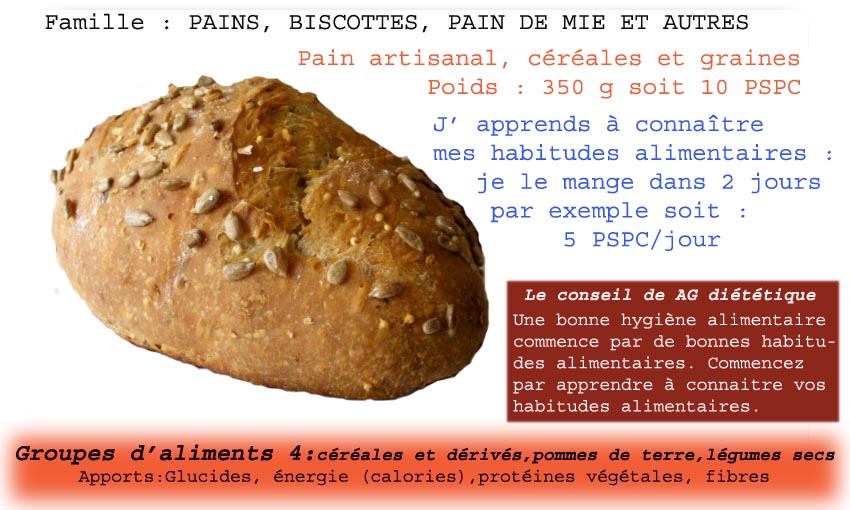 Famille : PAINS, BISCOTTES, PAIN DE MIE ET AUTRES
Pain artisanal, céréales et graines
Poids : 350 g soit 10 PSPC
J’ apprends à connaître
mes habitudes alimentaires :
je le mange dans 2 jours
par exemple soit :
5 PSPC/jour
Le conseil de AG diététique
Une bonne hygiène alimentaire
commence par de bonnes habitu-
des alimentaires. Commencez
par apprendre à connaitre vos
habitudes alimentaires.
Groupes d’aliments 4:céréales et dérivés,pommes de terre,légumes secs
Apports:Glucides, énergie (calories),protéines végétales, fibres